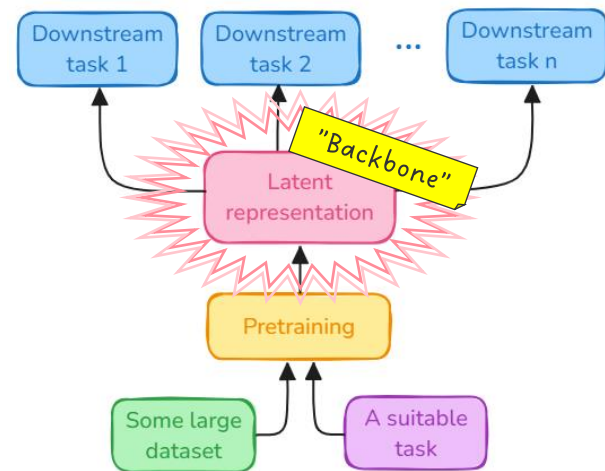 Downstream
task 1
Downstream
task 2
...
Downstream
task n
"Backbone"
Latent
representation
Pretraining
Some large
dataset
A suitable
task